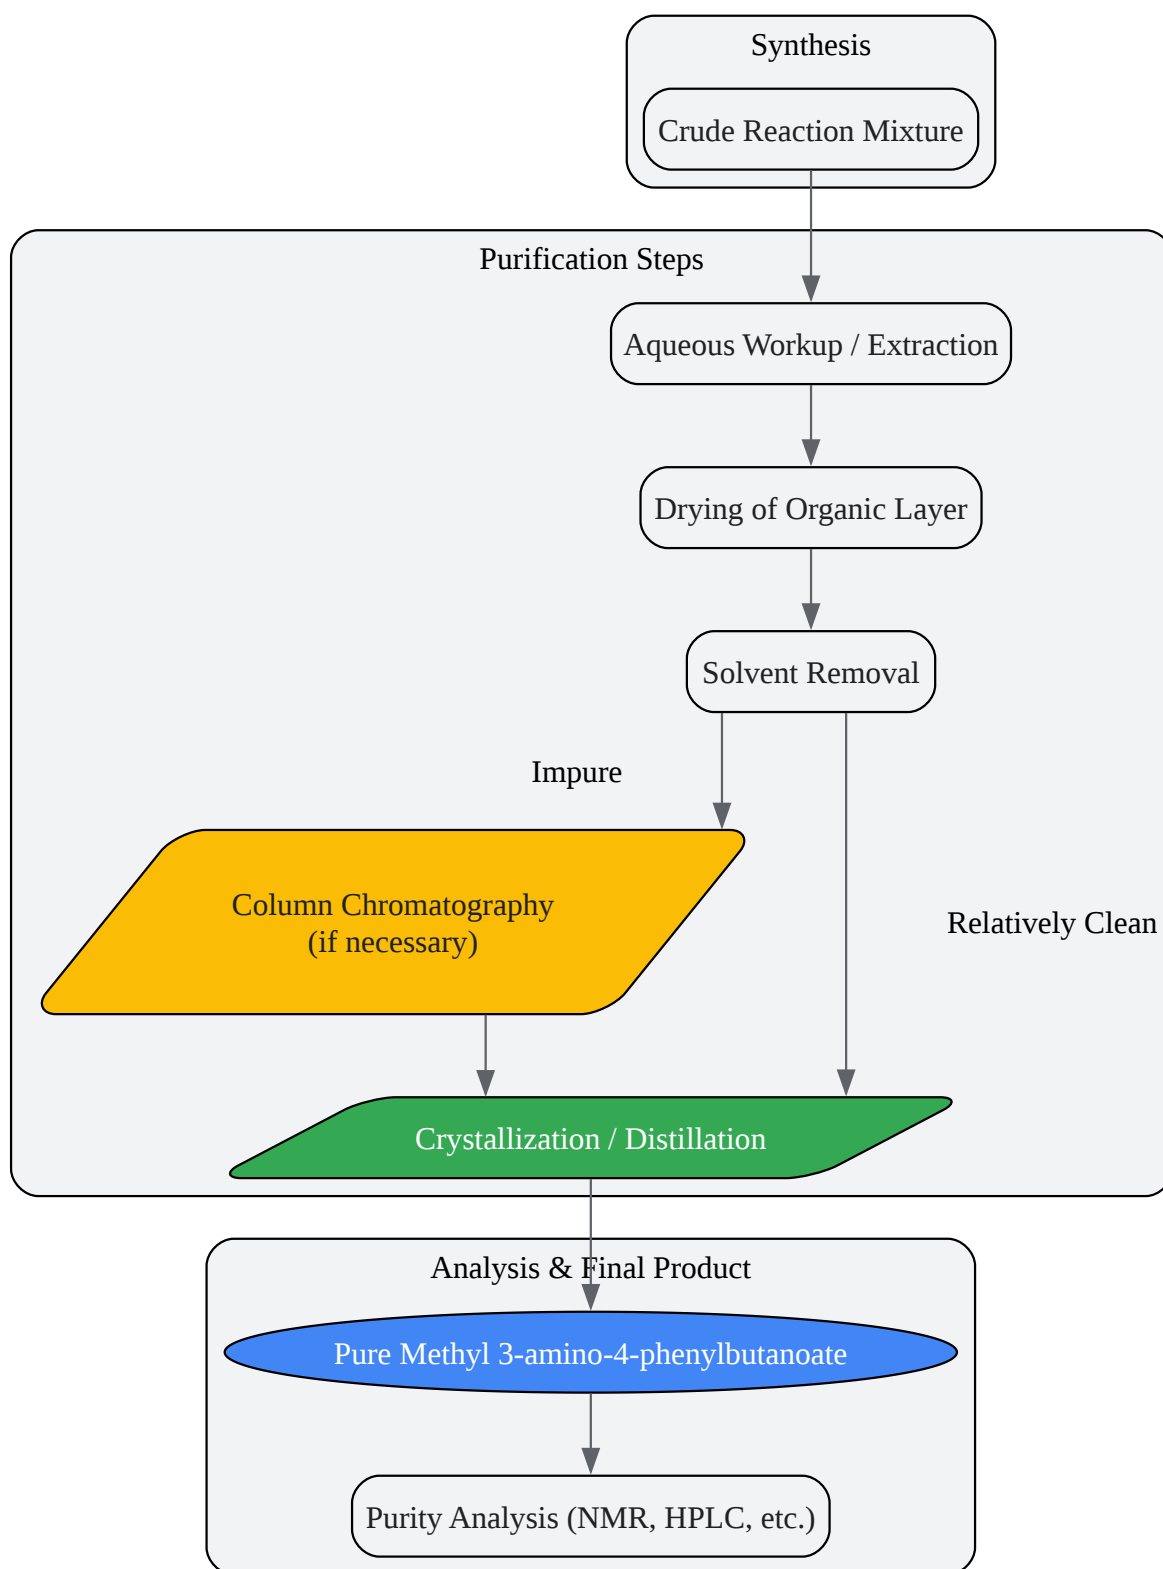 Synthesis
Crude Reaction Mixture
Purification Steps
Aqueous Workup / Extraction
Drying of Organic Layer
Solvent Removal
Impure
Column Chromatography
(if necessary)
Relatively Clean
Crystallization / Distillation
Analysis & Final Product
Pure Methyl 3-amino-4-phenylbutanoate
Purity Analysis (NMR, HPLC, etc.)